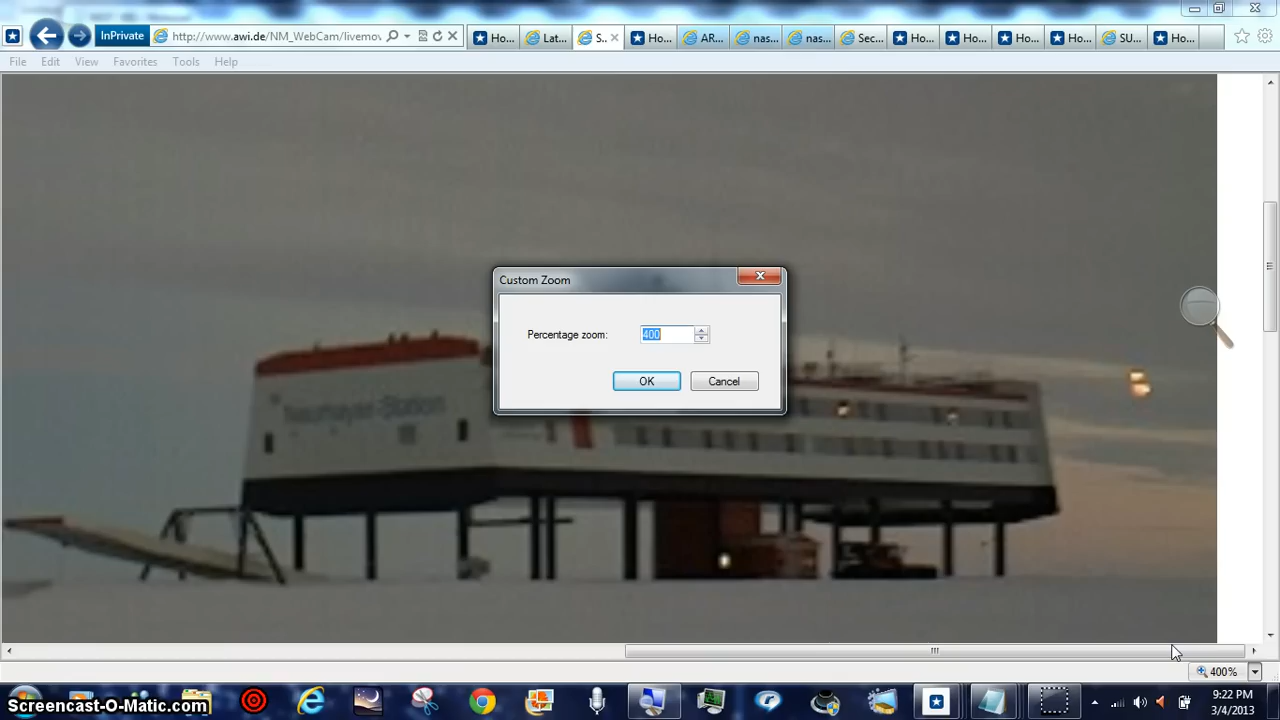 InPrivate http://www.awi.de/NM_WebCam/livemov Ho... Lat... S... Ho... AR... nas... nas... Sec... Ho... Ho... Ho... Ho... SU... Ho...
File Edit View Favorites Tools Help
Custom Zoom
Percentage zoom: 400
OK Cancel
Neumayer-Station
400%
9:22 PM
3/4/2013
Screencast-O-Matic.com